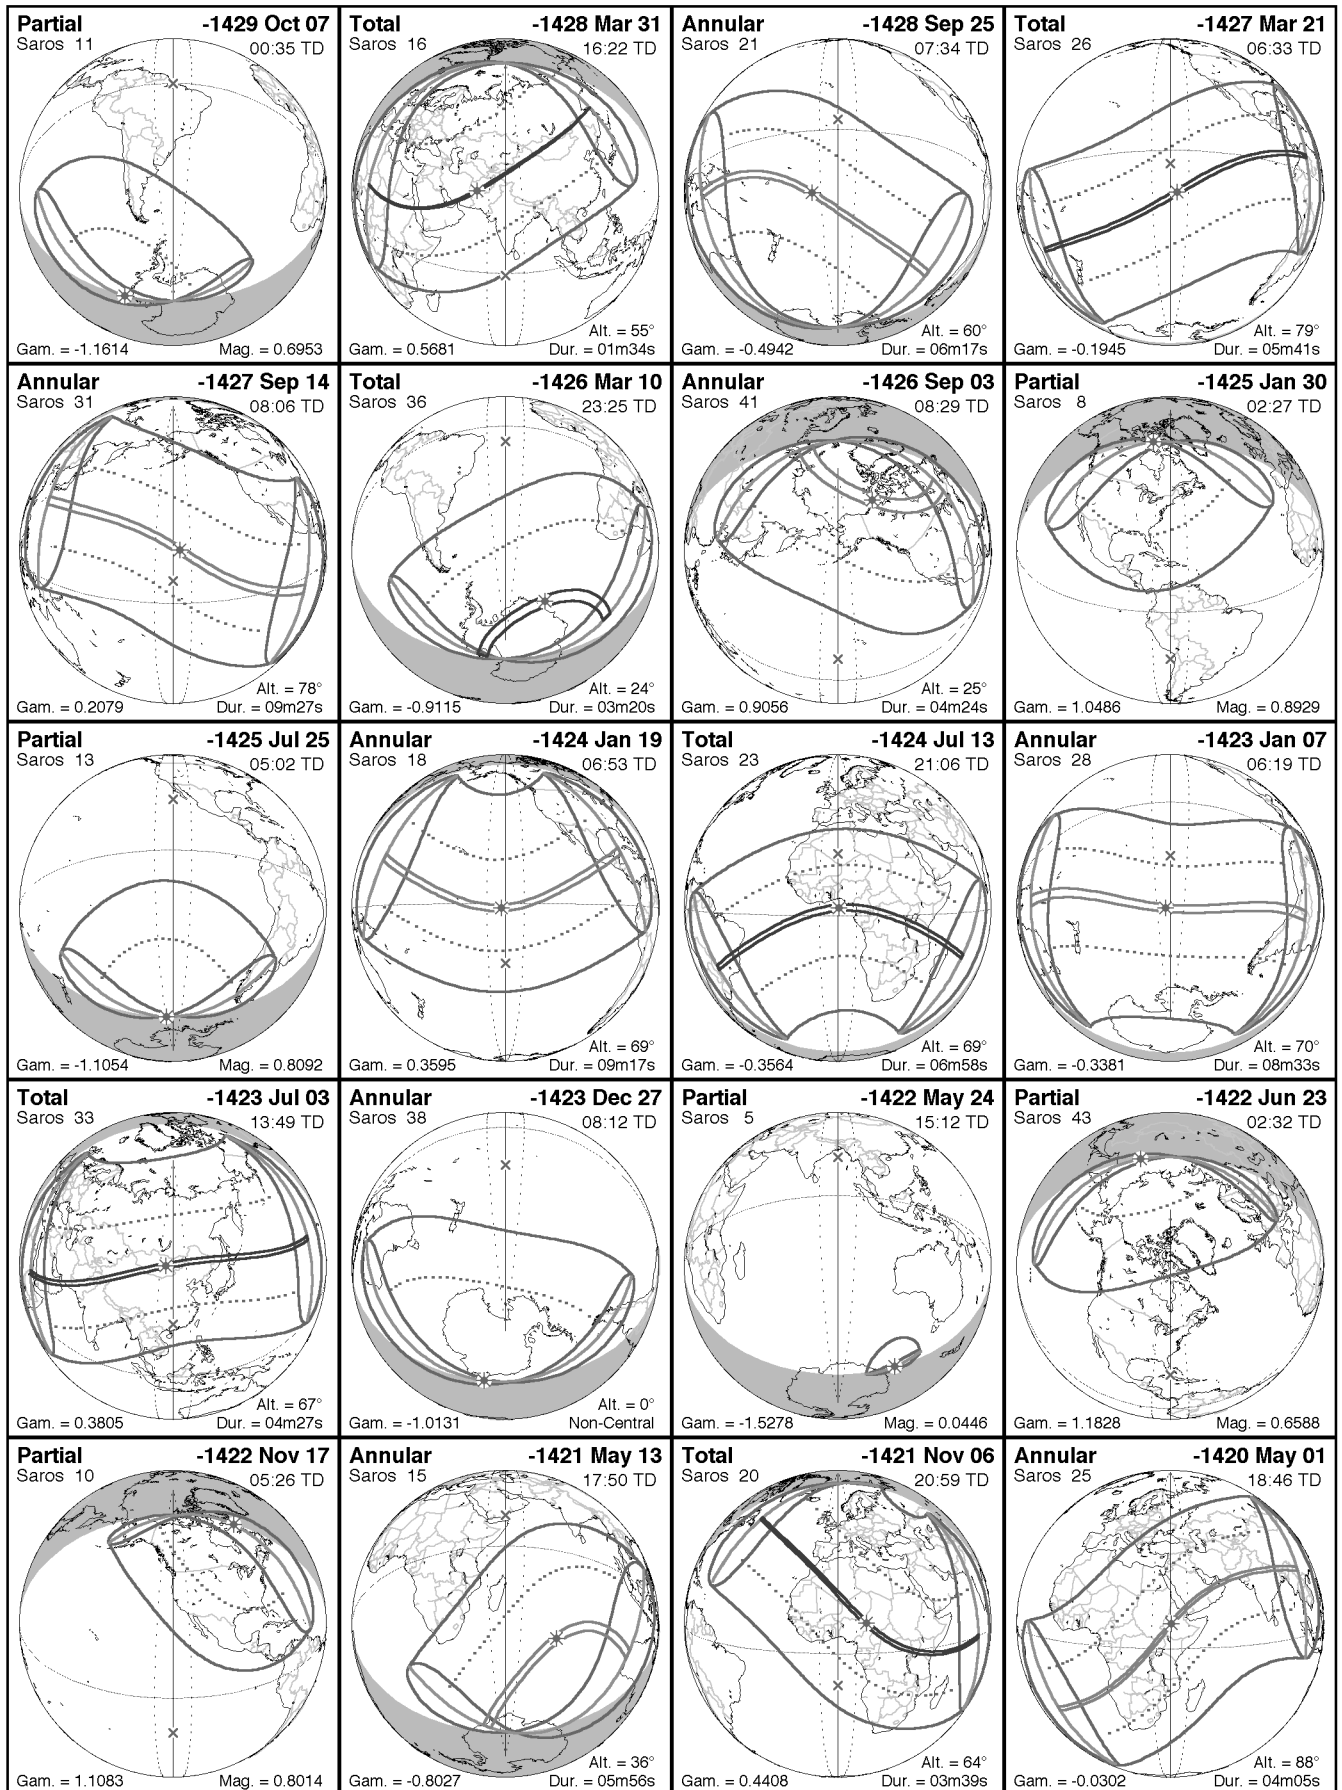 Partial -1429 Oct 07
Saros 11 00:35 TD
Gam. = -1.1614 Mag. = 0.6953
Total -1428 Mar 31
Saros 16 16:22 TD
Alt. = 55°
Gam. = 0.5681 Dur. = 01m34s
Annular -1428 Sep 25
Saros 21 07:34 TD
Alt. = 60°
Gam. = -0.4942 Dur. = 06m17s
Total -1427 Mar 21
Saros 26 06:33 TD
Alt. = 79°
Gam. = -0.1945 Dur. = 05m41s
Annular -1427 Sep 14
Saros 31 08:06 TD
Alt. = 78°
Gam. = 0.2079 Dur. = 09m27s
Total -1426 Mar 10
Saros 36 23:25 TD
Alt. = 24°
Gam. = -0.9115 Dur. = 03m20s
Annular -1426 Sep 03
Saros 41 08:29 TD
Alt. = 25°
Gam. = 0.9056 Dur. = 04m24s
Partial -1425 Jan 30
Saros 8 02:27 TD
Gam. = 1.0486 Mag. = 0.8929
Partial -1425 Jul 25
Saros 13 05:02 TD
Gam. = -1.1054 Mag. = 0.8092
Annular -1424 Jan 19
Saros 18 06:53 TD
Alt. = 69°
Gam. = 0.3595 Dur. = 09m17s
Total -1424 Jul 13
Saros 23 21:06 TD
Alt. = 69°
Gam. = -0.3564 Dur. = 06m58s
Annular -1423 Jan 07
Saros 28 06:19 TD
Alt. = 70°
Gam. = -0.3381 Dur. = 08m33s
Total -1423 Jul 03
Saros 33 13:49 TD
Alt. = 67°
Gam. = 0.3805 Dur. = 04m27s
Annular -1423 Dec 27
Saros 38 08:12 TD
Alt. = 0°
Gam. = -1.0131 Non-Central
Partial -1422 May 24
Saros 5 15:12 TD
Gam. = -1.5278 Mag. = 0.0446
Partial -1422 Jun 23
Saros 43 02:32 TD
Gam. = 1.1828 Mag. = 0.6588
Partial -1422 Nov 17
Saros 10 05:26 TD
Gam. = 1.1083 Mag. = 0.8014
Annular -1421 May 13
Saros 15 17:50 TD
Alt. = 36°
Gam. = -0.8027 Dur. = 05m56s
Total -1421 Nov 06
Saros 20 20:59 TD
Alt. = 64°
Gam. = 0.4408 Dur. = 03m39s
Annular -1420 May 01
Saros 25 18:46 TD
Alt. = 88°
Gam. = -0.0302 Dur. = 04m05s